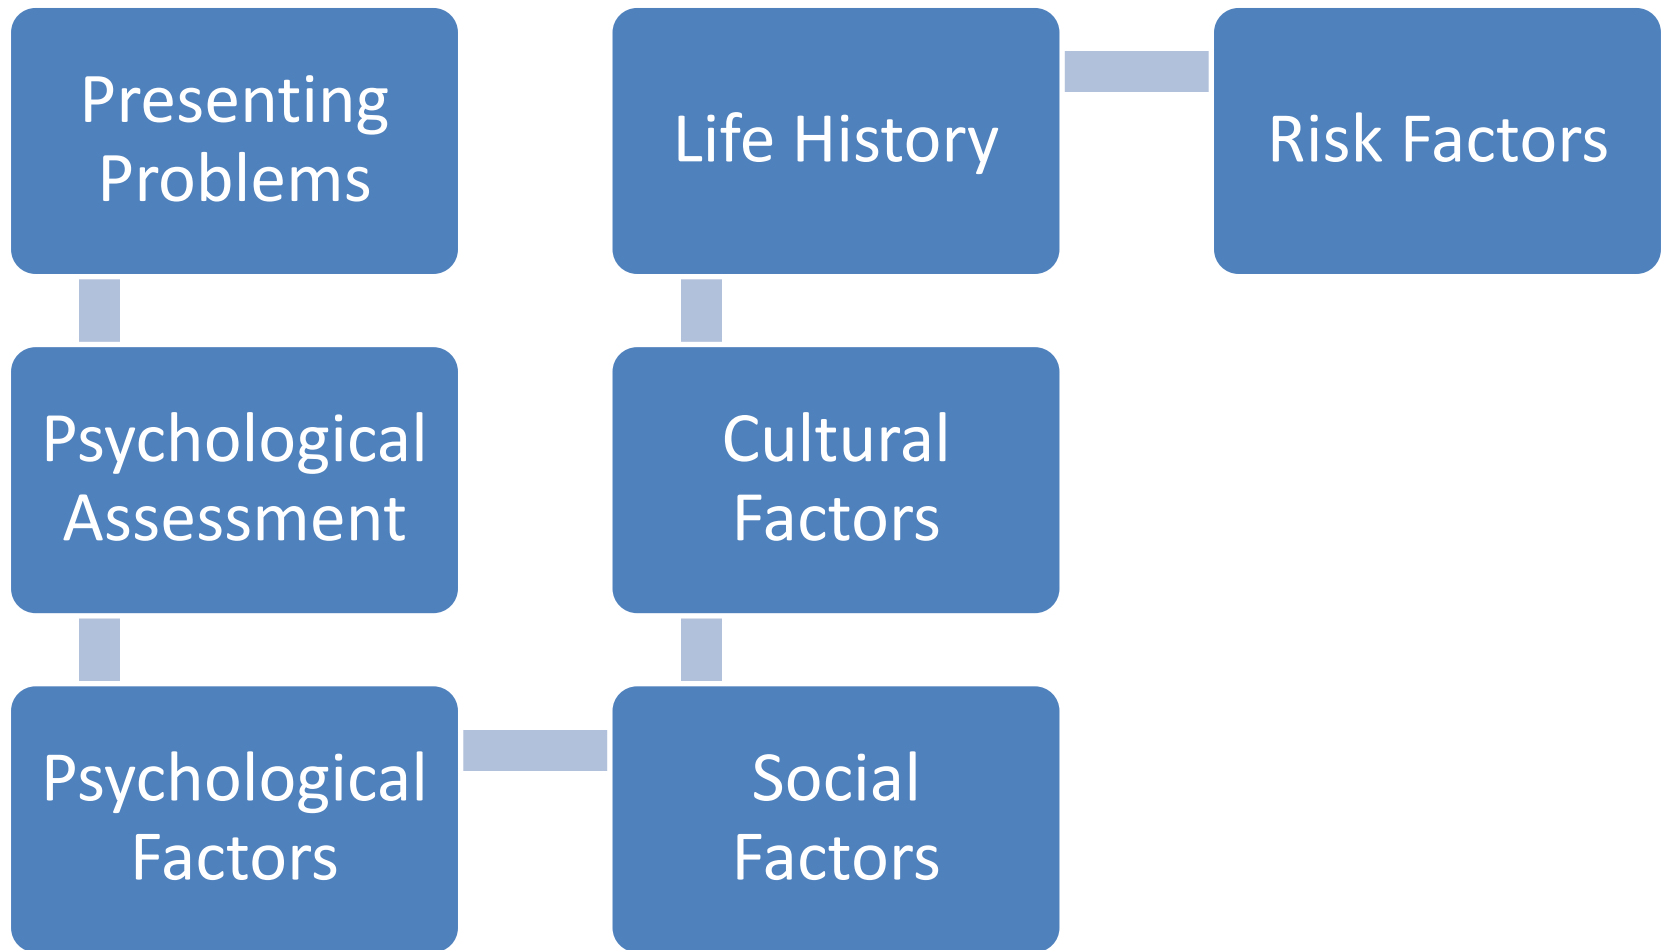 Presenting
Problems
Psychological
Assessment
Psychological
Factors
Social
Factors
Cultural
Factors
Life History
Risk Factors